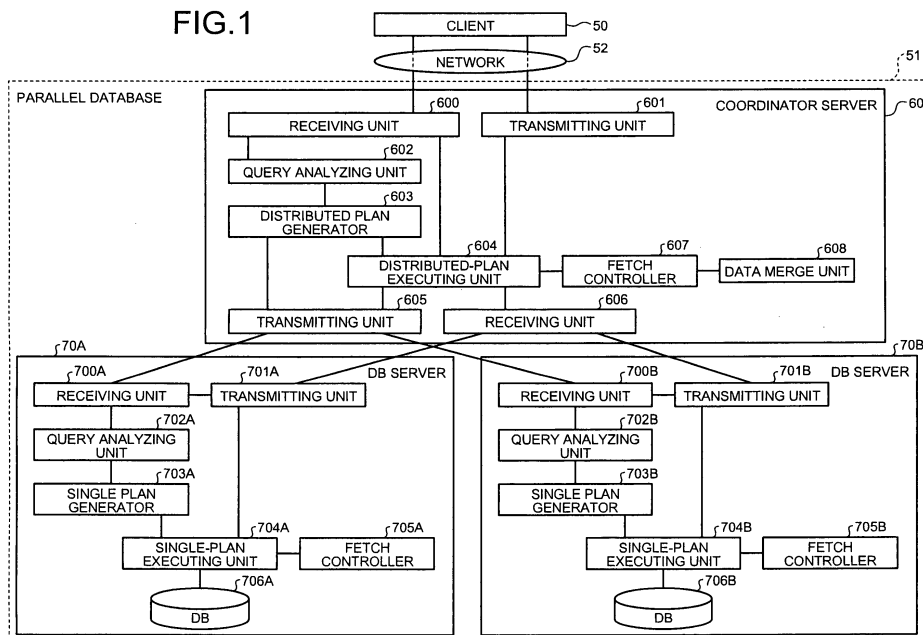 FIG.1
CLIENT
50
NETWORK
52
51
PARALLEL DATABASE
COORDINATOR SERVER
60
600
RECEIVING UNIT
601
TRANSMITTING UNIT
602
QUERY ANALYZING UNIT
603
DISTRIBUTED PLAN
GENERATOR
604
DISTRIBUTED-PLAN
EXECUTING UNIT
607
FETCH
CONTROLLER
608
DATA MERGE UNIT
605
TRANSMITTING UNIT
606
RECEIVING UNIT
70A
DB SERVER
700A
RECEIVING UNIT
701A
TRANSMITTING UNIT
702A
QUERY ANALYZING
UNIT
703A
SINGLE PLAN
GENERATOR
704A
SINGLE-PLAN
EXECUTING UNIT
705A
FETCH
CONTROLLER
706A
DB
70B
DB SERVER
700B
RECEIVING UNIT
701B
TRANSMITTING UNIT
702B
QUERY ANALYZING
UNIT
703B
SINGLE PLAN
GENERATOR
704B
SINGLE-PLAN
EXECUTING UNIT
705B
FETCH
CONTROLLER
706B
DB